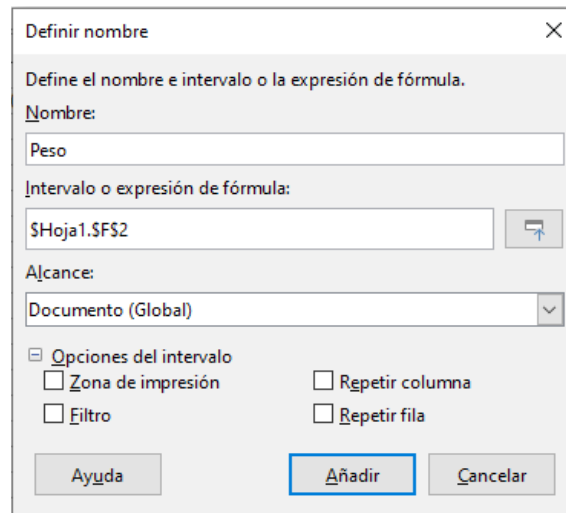 Definir nombre
Define el nombre e intervalo o la expresión de fórmula.
Nombre:
Peso
Intervalo o expresión de fórmula:
$Hoja1.$F$2
Alcance:
Documento (Global)
Opciones del intervalo
Zona de impresión Repetir columna
Filtro Repetir fila
Ayuda Añadir Cancelar